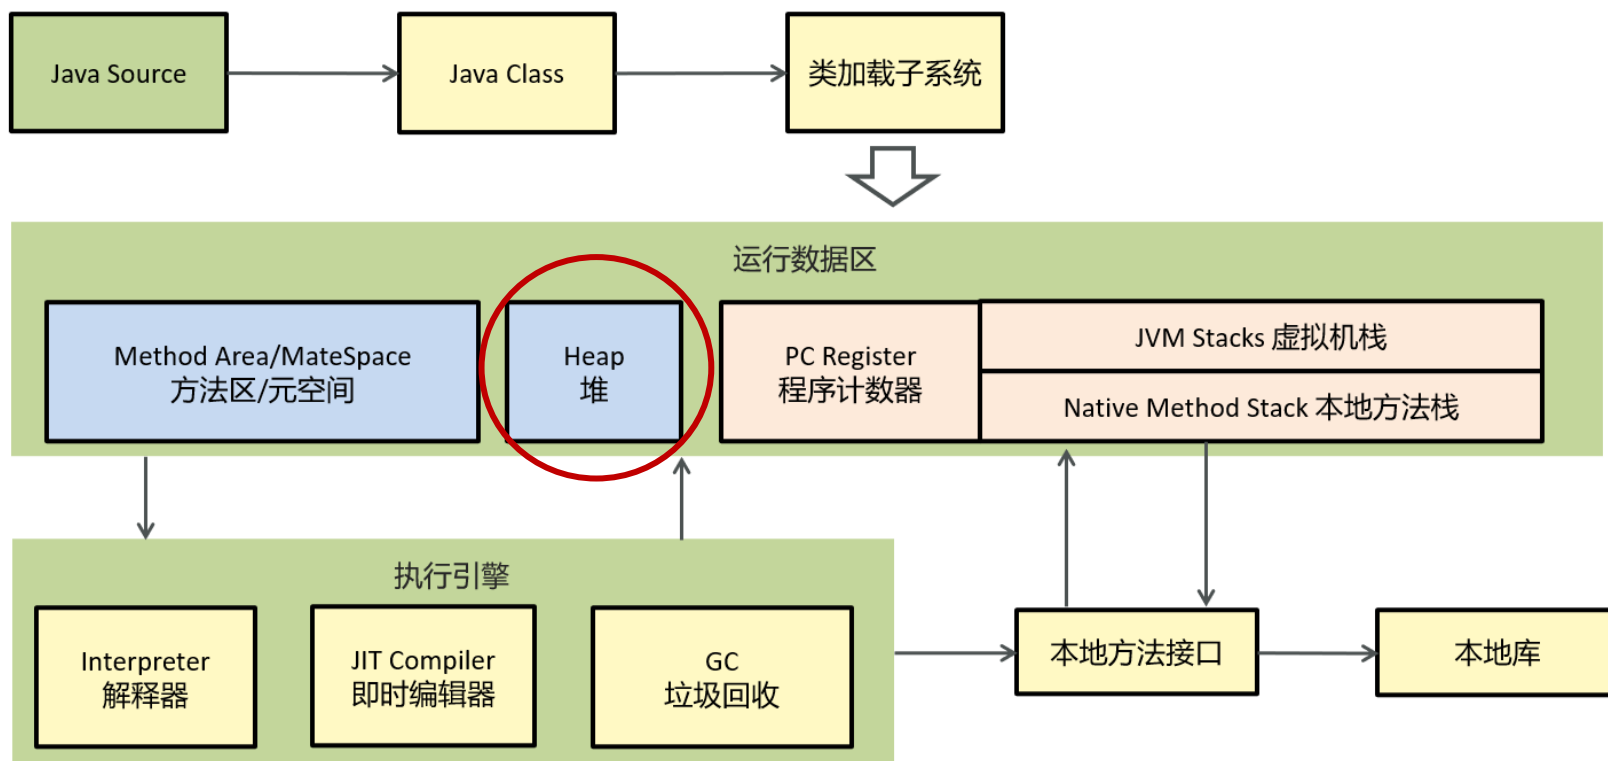 Java Source
Java Class
类加载子系统
运行数据区
Method Area/MateSpace
方法区/元空间
Heap
堆
PC Register
程序计数器
JVM Stacks 虚拟机栈
Native Method Stack 本地方法栈
执行引擎
Interpreter
解释器
JIT Compiler
即时编辑器
GC
垃圾回收
本地方法接口
本地库